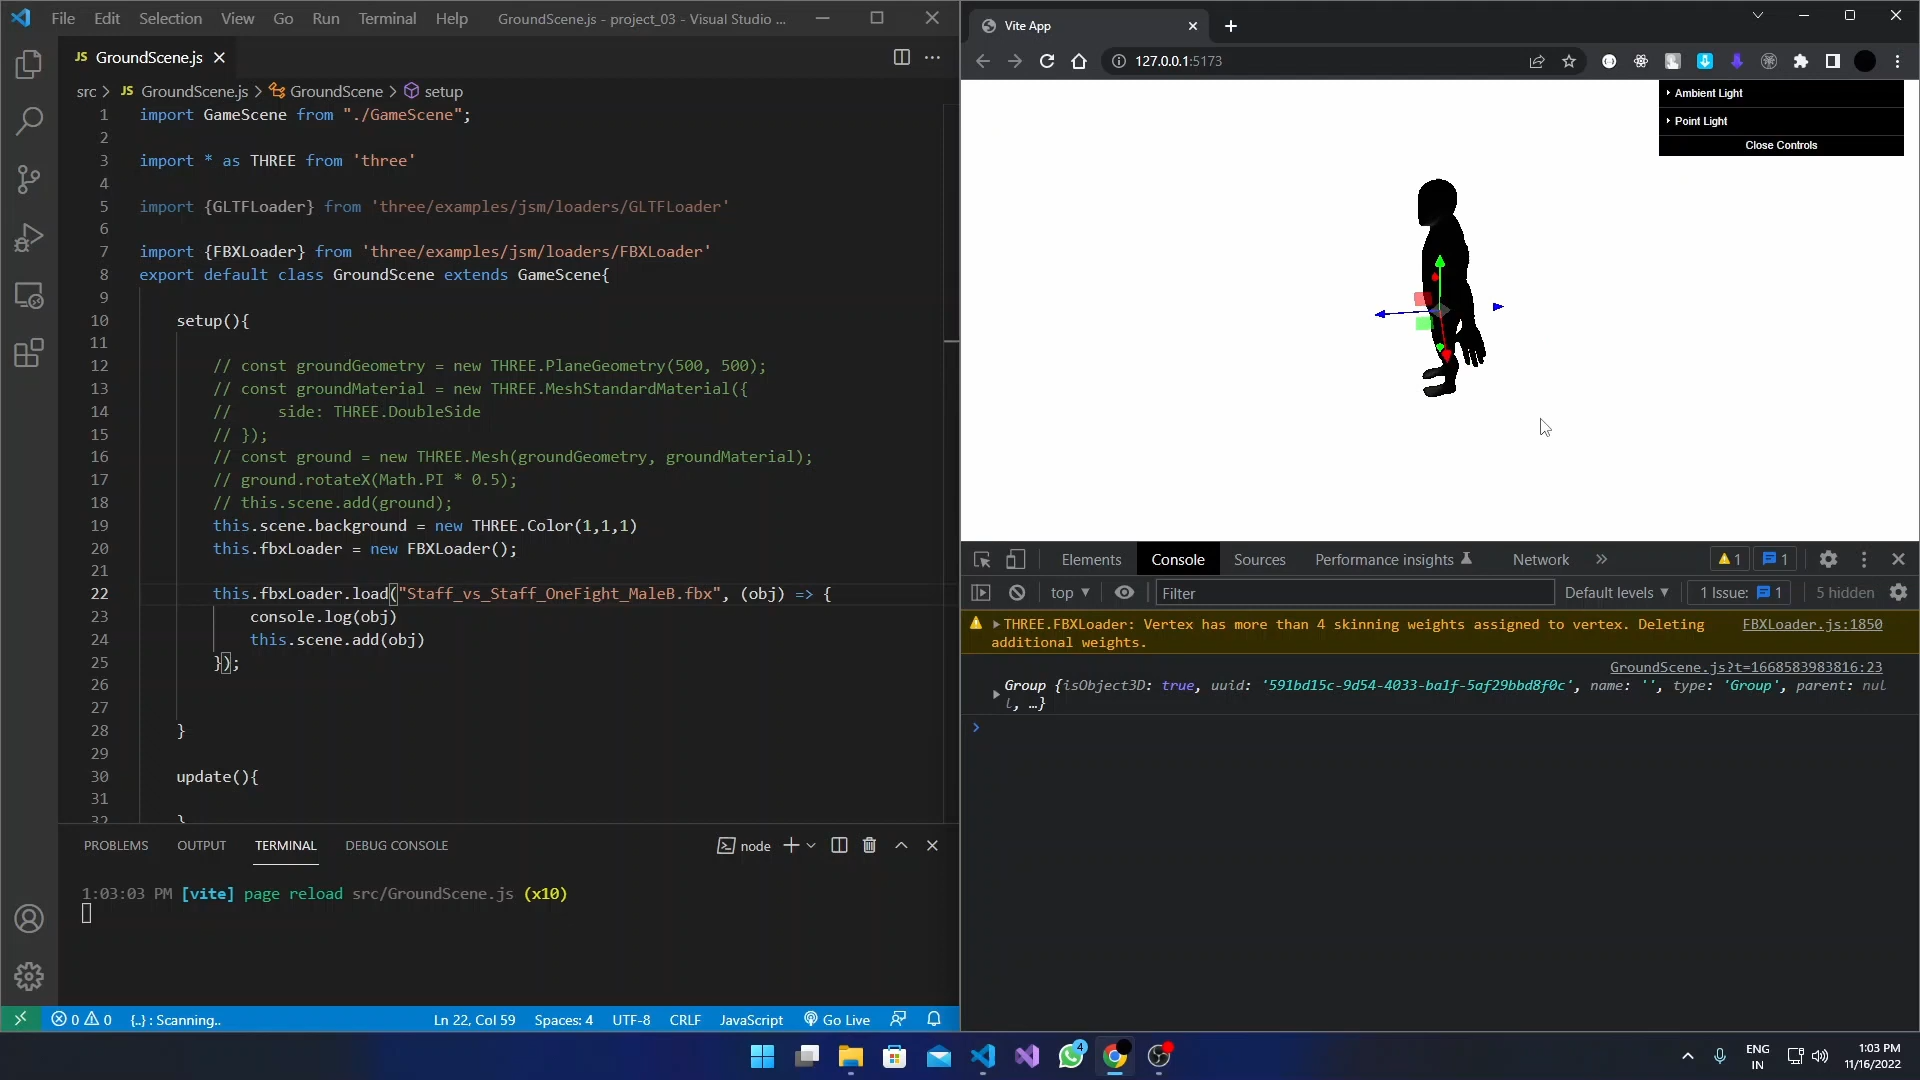 File Edit Selection View Go Run Terminal Help GroundScene.js - project_03 - Visual Studio ...
JS GroundScene.js
src > JS GroundScene.js > GroundScene > setup
1 import GameScene from "./GameScene";
2
3 import * as THREE from 'three'
4
5 import {GLTFLoader} from 'three/examples/jsm/loaders/GLTFLoader'
6
7 import {FBXLoader} from 'three/examples/jsm/loaders/FBXLoader'
8 export default class GroundScene extends GameScene{
9
10 setup(){
11
12 // const groundGeometry = new THREE.PlaneGeometry(500, 500);
13 // const groundMaterial = new THREE.MeshStandardMaterial({
14 // side: THREE.DoubleSide
15 // });
16 // const ground = new THREE.Mesh(groundGeometry, groundMaterial);
17 // ground.rotateX(Math.PI * 0.5);
18 // this.scene.add(ground);
19 this.scene.background = new THREE.Color(1,1,1)
20 this.fbxLoader = new FBXLoader();
21
22 this.fbxLoader.load("Staff_vs_Staff_OneFight_MaleB.fbx", (obj) => {
23 console.log(obj)
24 this.scene.add(obj)
25 });
26
27
28 }
29
30 update(){
31
32 }
PROBLEMS OUTPUT TERMINAL DEBUG CONSOLE node
1:03:03 PM [vite] page reload src/GroundScene.js (x10)
0 0 {..} : Scanning.. Ln 22, Col 59 Spaces: 4 UTF-8 CRLF JavaScript Go Live
Vite App
127.0.0.1:5173
Ambient Light
Point Light
Close Controls
Elements Console Sources Performance insights Network » 1 1
top Filter Default levels 1 Issue: 1 5 hidden
THREE.FBXLoader: Vertex has more than 4 skinning weights assigned to vertex. Deleting FBXLoader.js:1850
additional weights.
GroundScene.js?t=1668583983816:23
Group {isObject3D: true, uuid: '591bd15c-9d54-4033-ba1f-5af29bbd8f0c', name: '', type: 'Group', parent: nul
l, …}
4
ENG
IN
1:03 PM
11/16/2022